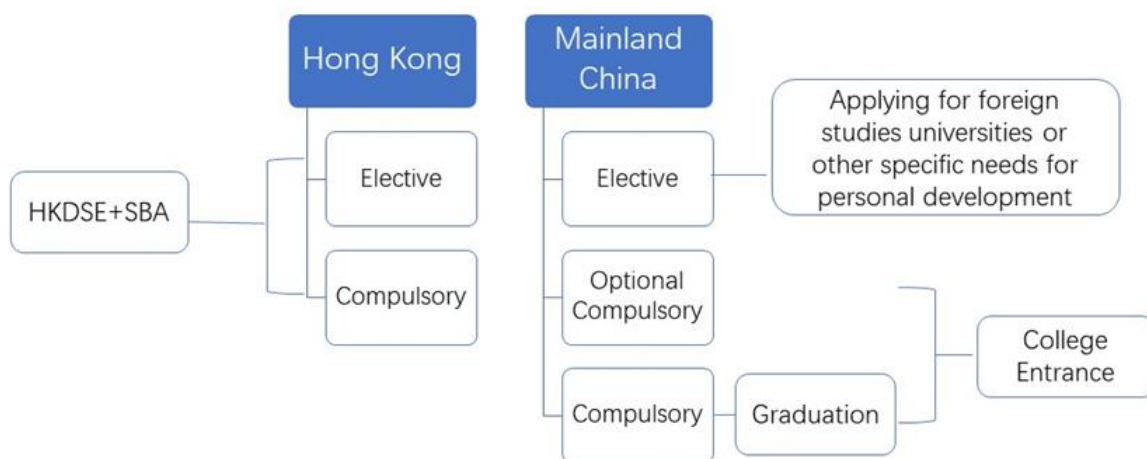 Hong Kong
Mainland
China
Applying for foreign
studies universities or
other specific needs for
personal development
HKDSE+SBA
Elective
Elective
Compulsory
Optional
Compulsory
College
Entrance
Compulsory
Graduation